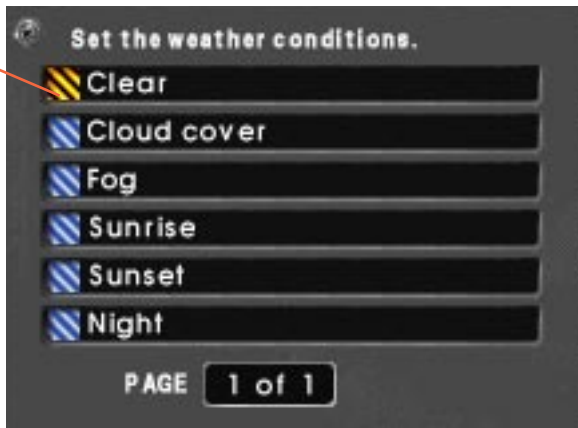 Set the weather conditions.
Clear
Cloud cover
Fog
Sunrise
Sunset
Night
PAGE 1 of 1